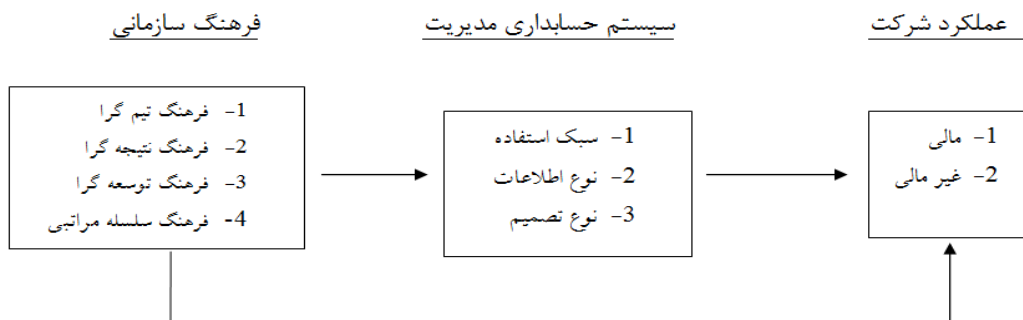 فرهنگ سازمانی
سیستم حسابداری مدیریت
عملکرد شرکت
1- فرهنگ تیم گرا
2- فرهنگ نتیجه گرا
3- فرهنگ توسعه گرا
4- فرهنگ سلسله مراتبی
1- سبک استفاده
2- نوع اطلاعات
3- نوع تصمیم
1- مالی
2- غیر مالی